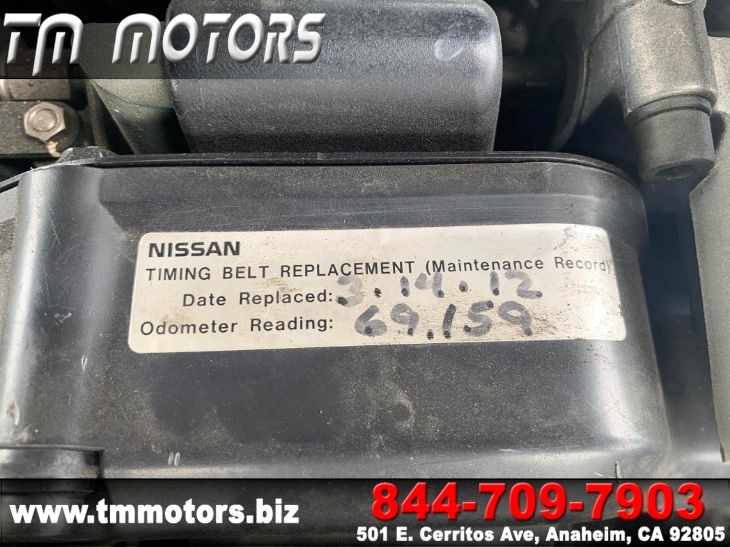 TM MOTORS
NISSAN
TIMING BELT REPLACEMENT (Maintenance Record)
Date Replaced: 3.14.12
Odometer Reading: 69,159
www.tmmotors.biz
844-709-7903
501 E. Cerritos Ave, Anaheim, CA 92805